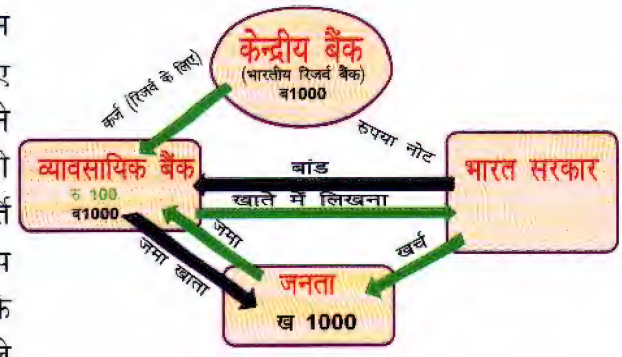 केन्द्रीय बैंक
(भारतीय रिजर्व बैंक)
ब1000
कर्ज (रिजर्व के लिए)
रुपया नोट
व्यावसायिक बैंक
रु 100
ब1000
बांड
खाते में लिखना
भारत सरकार
जमा
जमा खाता
खर्च
जनता
ख 1000